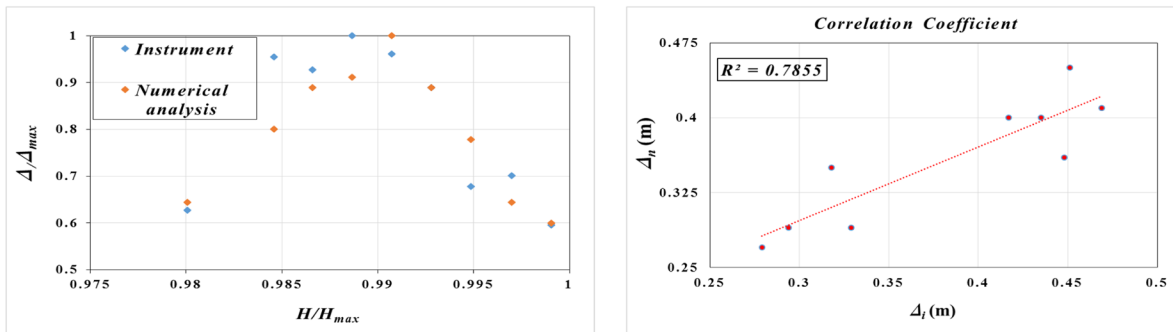 1
0.9
0.8
0.7
0.6
0.5
Δ/Δmax
Instrument
Numerical
analysis
0.975
0.98
0.985
0.99
0.995
1
H/Hmax
Correlation Coefficient
0.475
0.4
0.325
0.25
Δn (m)
R² = 0.7855
0.25
0.3
0.35
0.4
0.45
0.5
Δi (m)